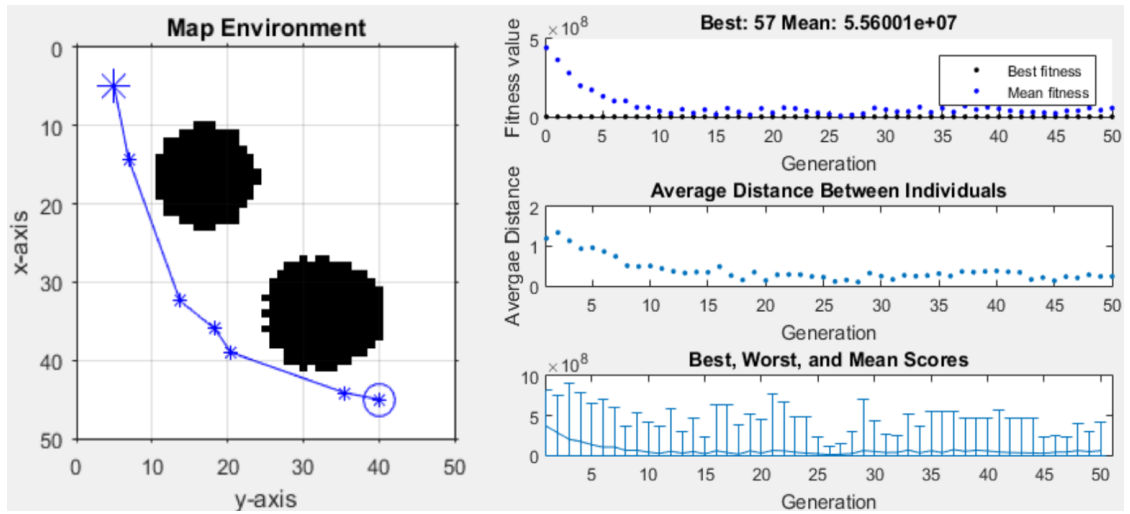 Map Environment
0
10
20
30
40
50
x-axis
0 10 20 30 40 50
y-axis
Best: 57 Mean: 5.56001e+07
×10^8
5
0
Fitness value
Best fitness
Mean fitness
0 5 10 15 20 25 30 35 40 45 50
Generation
Average Distance Between Individuals
2
1
0
Avergae Distance
5 10 15 20 25 30 35 40 45 50
Generation
Best, Worst, and Mean Scores
×10^8
10
5
0
5 10 15 20 25 30 35 40 45 50
Generation